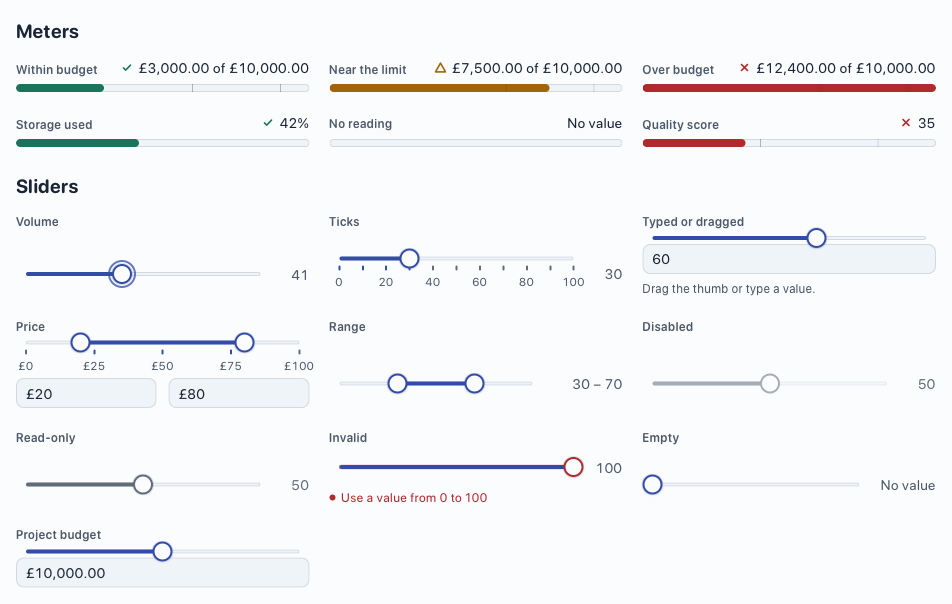 Meters
Within budget £3,000.00 of £10,000.00
Near the limit £7,500.00 of £10,000.00
Over budget £12,400.00 of £10,000.00
Storage used 42%
No reading No value
Quality score 35
Sliders
Volume
41
Ticks
0 20 40 60 80 100
30
Typed or dragged
60
Drag the thumb or type a value.
Price
£0 £25 £50 £75 £100
£20 £80
Range
30 – 70
Disabled
50
Read-only
50
Invalid
100
Use a value from 0 to 100
Empty
No value
Project budget
£10,000.00